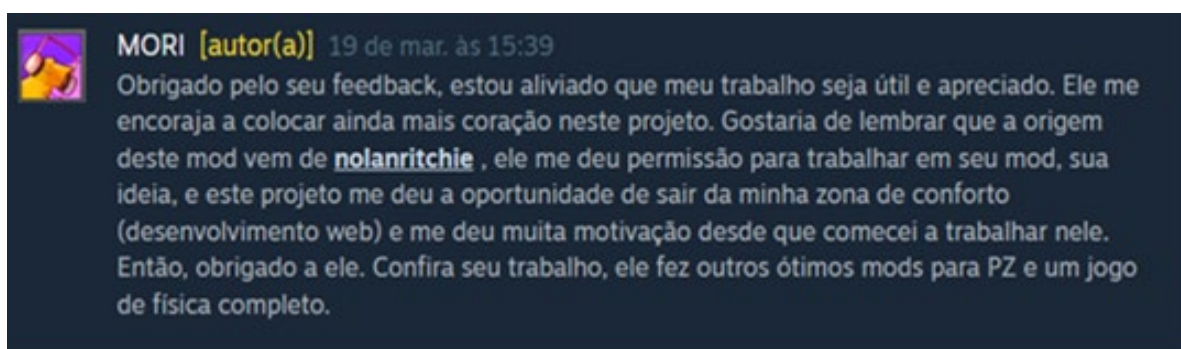 MORI [autor(a)] 19 de mar. às 15:39
Obrigado pelo seu feedback, estou aliviado que meu trabalho seja útil e apreciado. Ele me
encoraja a colocar ainda mais coração neste projeto. Gostaria de lembrar que a origem
deste mod vem de nolanritchie , ele me deu permissão para trabalhar em seu mod, sua
ideia, e este projeto me deu a oportunidade de sair da minha zona de conforto
(desenvolvimento web) e me deu muita motivação desde que comecei a trabalhar nele.
Então, obrigado a ele. Confira seu trabalho, ele fez outros ótimos mods para PZ e um jogo
de física completo.